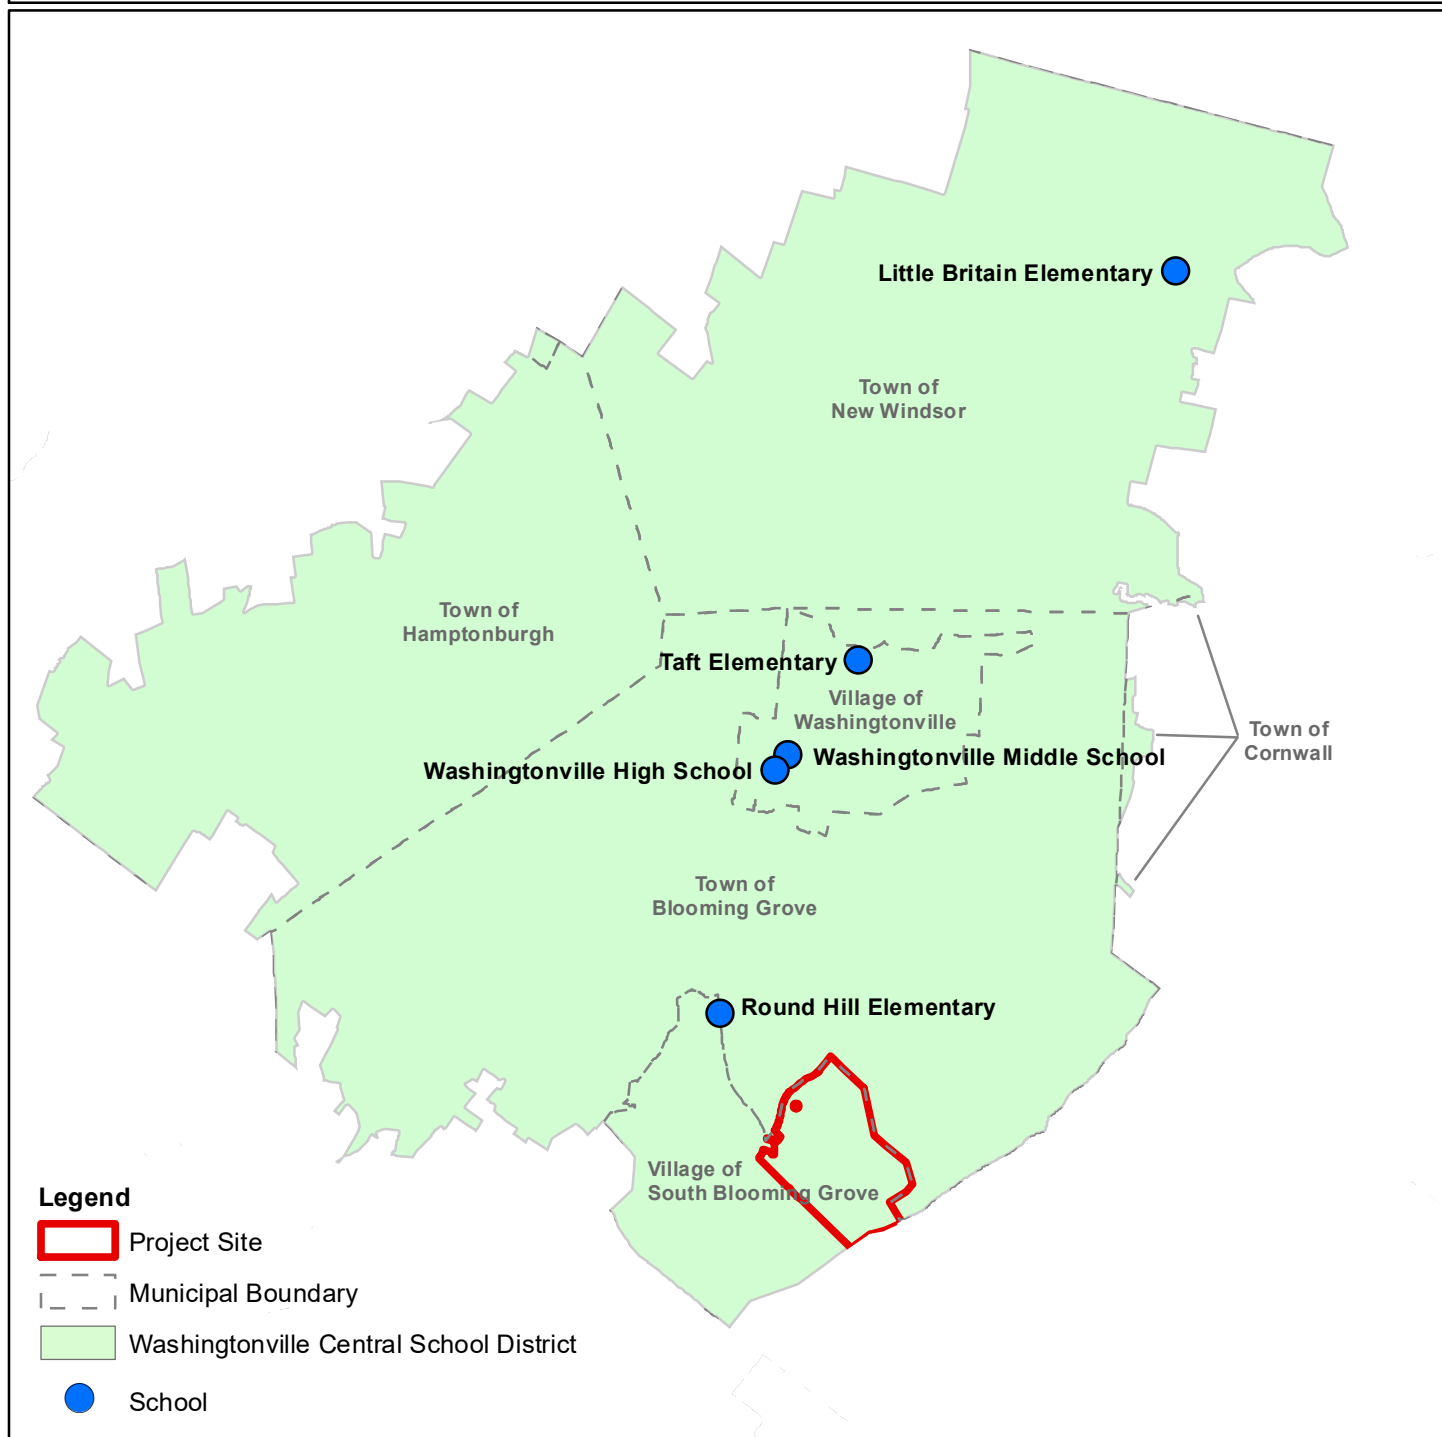 Little Britain Elementary
Town of
New Windsor
Town of
Hamptonburgh
Taft Elementary
Village of
Washingtonville
Town of
Cornwall
Washingtonville Middle School
Washingtonville High School
Town of
Blooming Grove
Round Hill Elementary
Village of
South Blooming Grove
Legend
Project Site
Municipal Boundary
Washingtonville Central School District
School